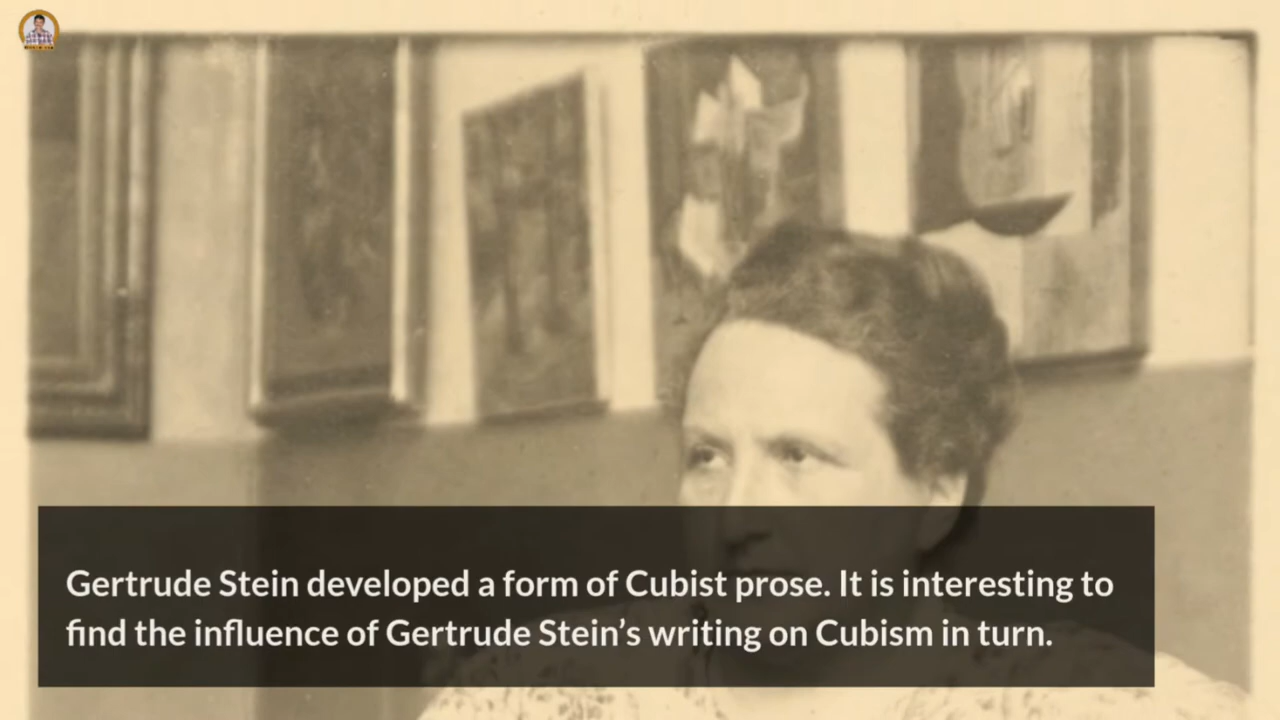 Gertrude Stein developed a form of Cubist prose. It is interesting to
find the influence of Gertrude Stein’s writing on Cubism in turn.